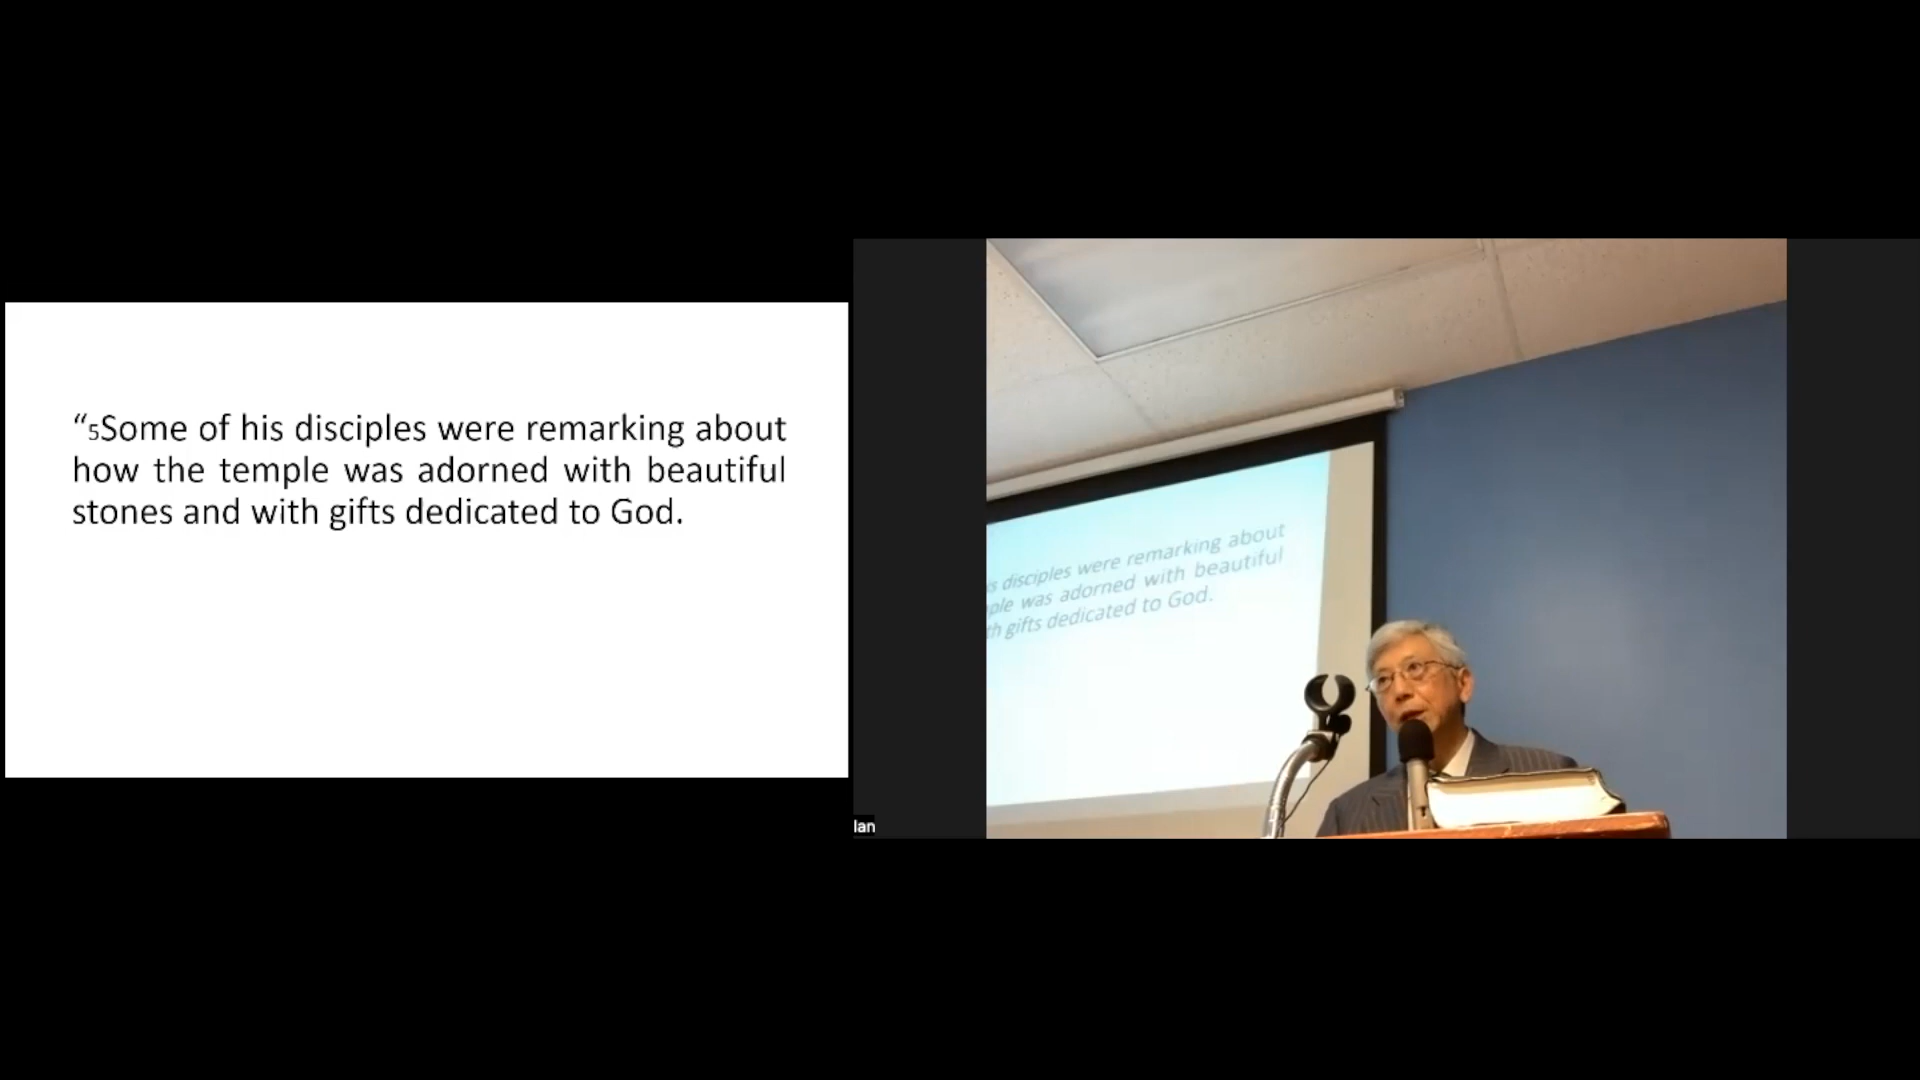 “5Some of his disciples were remarking about
how the temple was adorned with beautiful
stones and with gifts dedicated to God.
disciples were remarking about
was adorned with beautiful
gifts dedicated to God.
lan